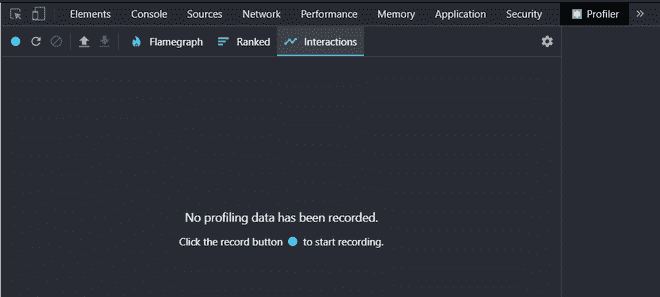 Elements Console Sources Network Performance Memory Application Security Profiler »
Flamegraph Ranked Interactions
No profiling data has been recorded.
Click the record button to start recording.